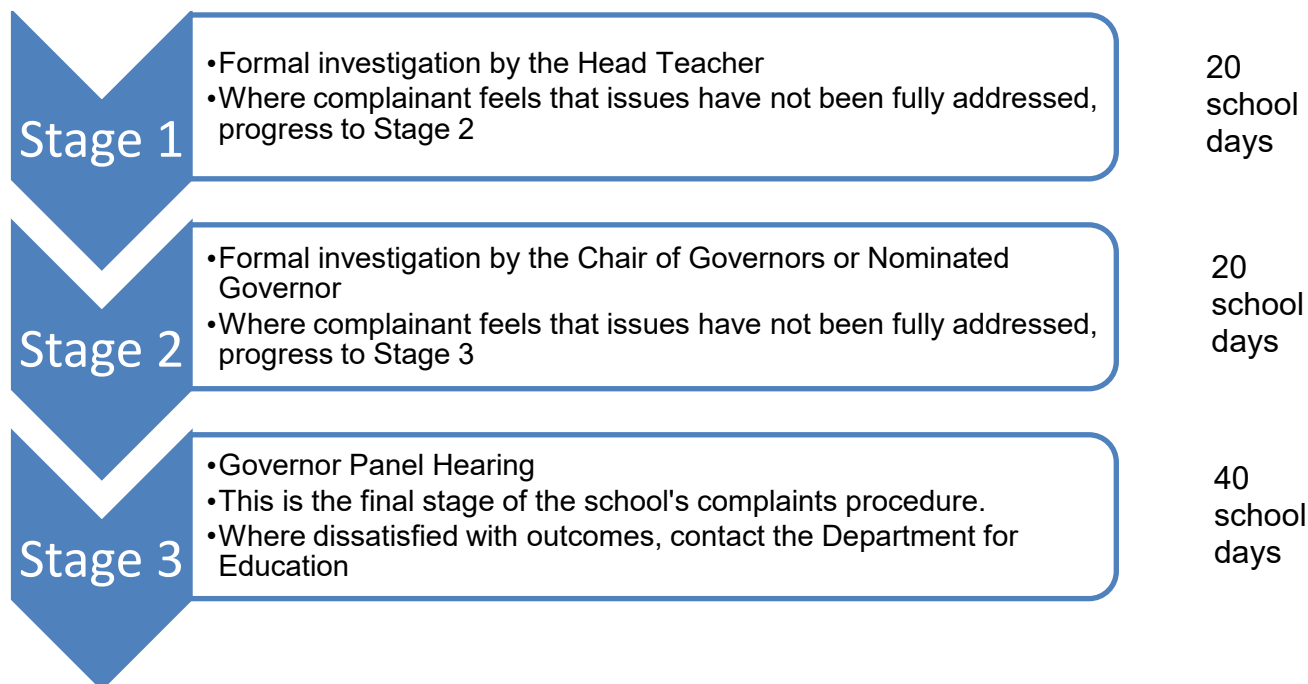 Stage 1
•Formal investigation by the Head Teacher
•Where complainant feels that issues have not been fully addressed,
progress to Stage 2
20
school
days
Stage 2
•Formal investigation by the Chair of Governors or Nominated
Governor
•Where complainant feels that issues have not been fully addressed,
progress to Stage 3
20
school
days
Stage 3
•Governor Panel Hearing
•This is the final stage of the school's complaints procedure.
•Where dissatisfied with outcomes, contact the Department for
Education
40
school
days